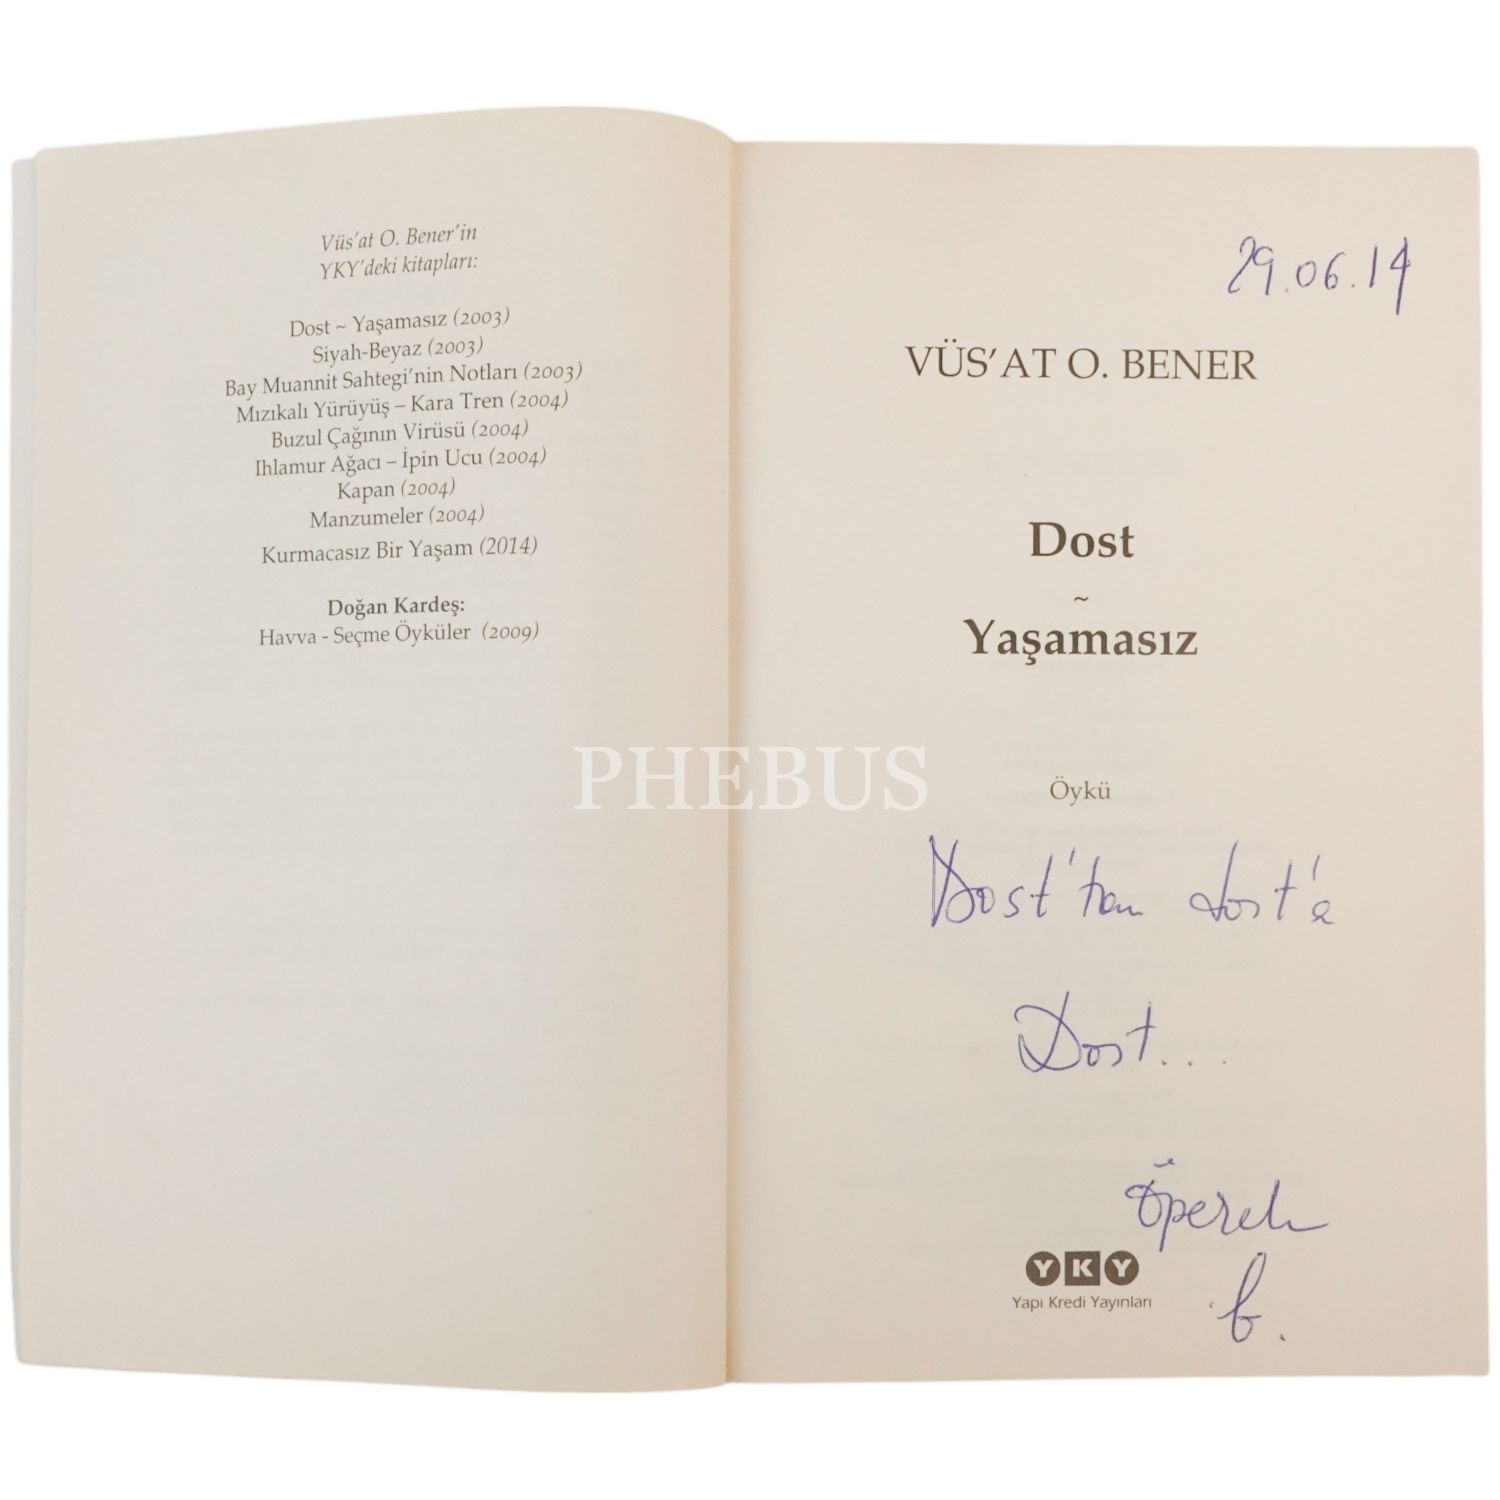 Vüs'at O. Bener'in
YKY'deki kitapları:
Dost ~ Yaşamasız (2003)
Siyah-Beyaz (2003)
Bay Muannit Sahtegi'nin Notları (2003)
Mızıkalı Yürüyüş – Kara Tren (2004)
Buzul Çağının Virüsü (2004)
Ihlamur Ağacı – İpin Ucu (2004)
Kapan (2004)
Manzumeler (2004)
Kurmacasız Bir Yaşam (2014)
Doğan Kardeş:
Havva - Seçme Öyküler (2009)
29.06.14
VÜS'AT O. BENER
Dost
~
Yaşamasız
Öykü
Dost'tan dost'a
Dost...
Öperek
b.
YKY
Yapı Kredi Yayınları
PHEBUS